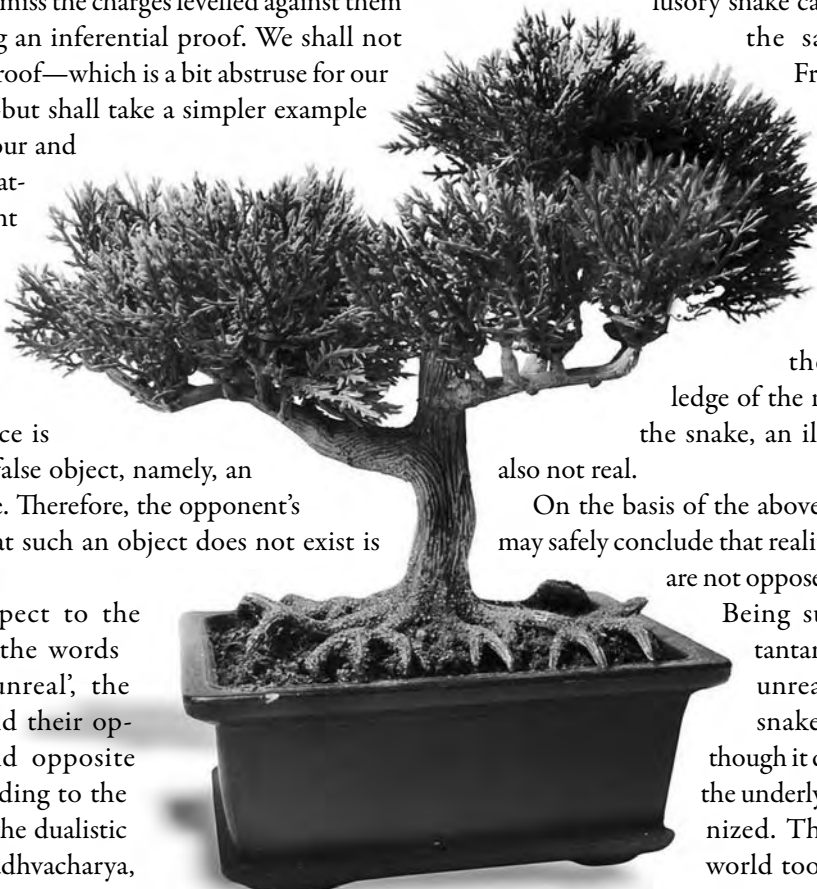 miss the charges levelled against them
g an inferential proof. We shall not
roof—which is a bit abstruse for our
but shall take a simpler example
our and
at-
nt
ce is
false object, namely, an
e. Therefore, the opponent’s
at such an object does not exist is
pect to the
the words
unreal’, the
d their op-
d opposite
ding to the
he dualistic
adhvacharya,
lusory snake ca
the sa
Fr
the
ledge of the r
the snake, an il
also not real.
On the basis of the above
may safely conclude that reali
are not oppose
Being su
tantar
unrea
snake
though it c
the underly
nized. Th
world too